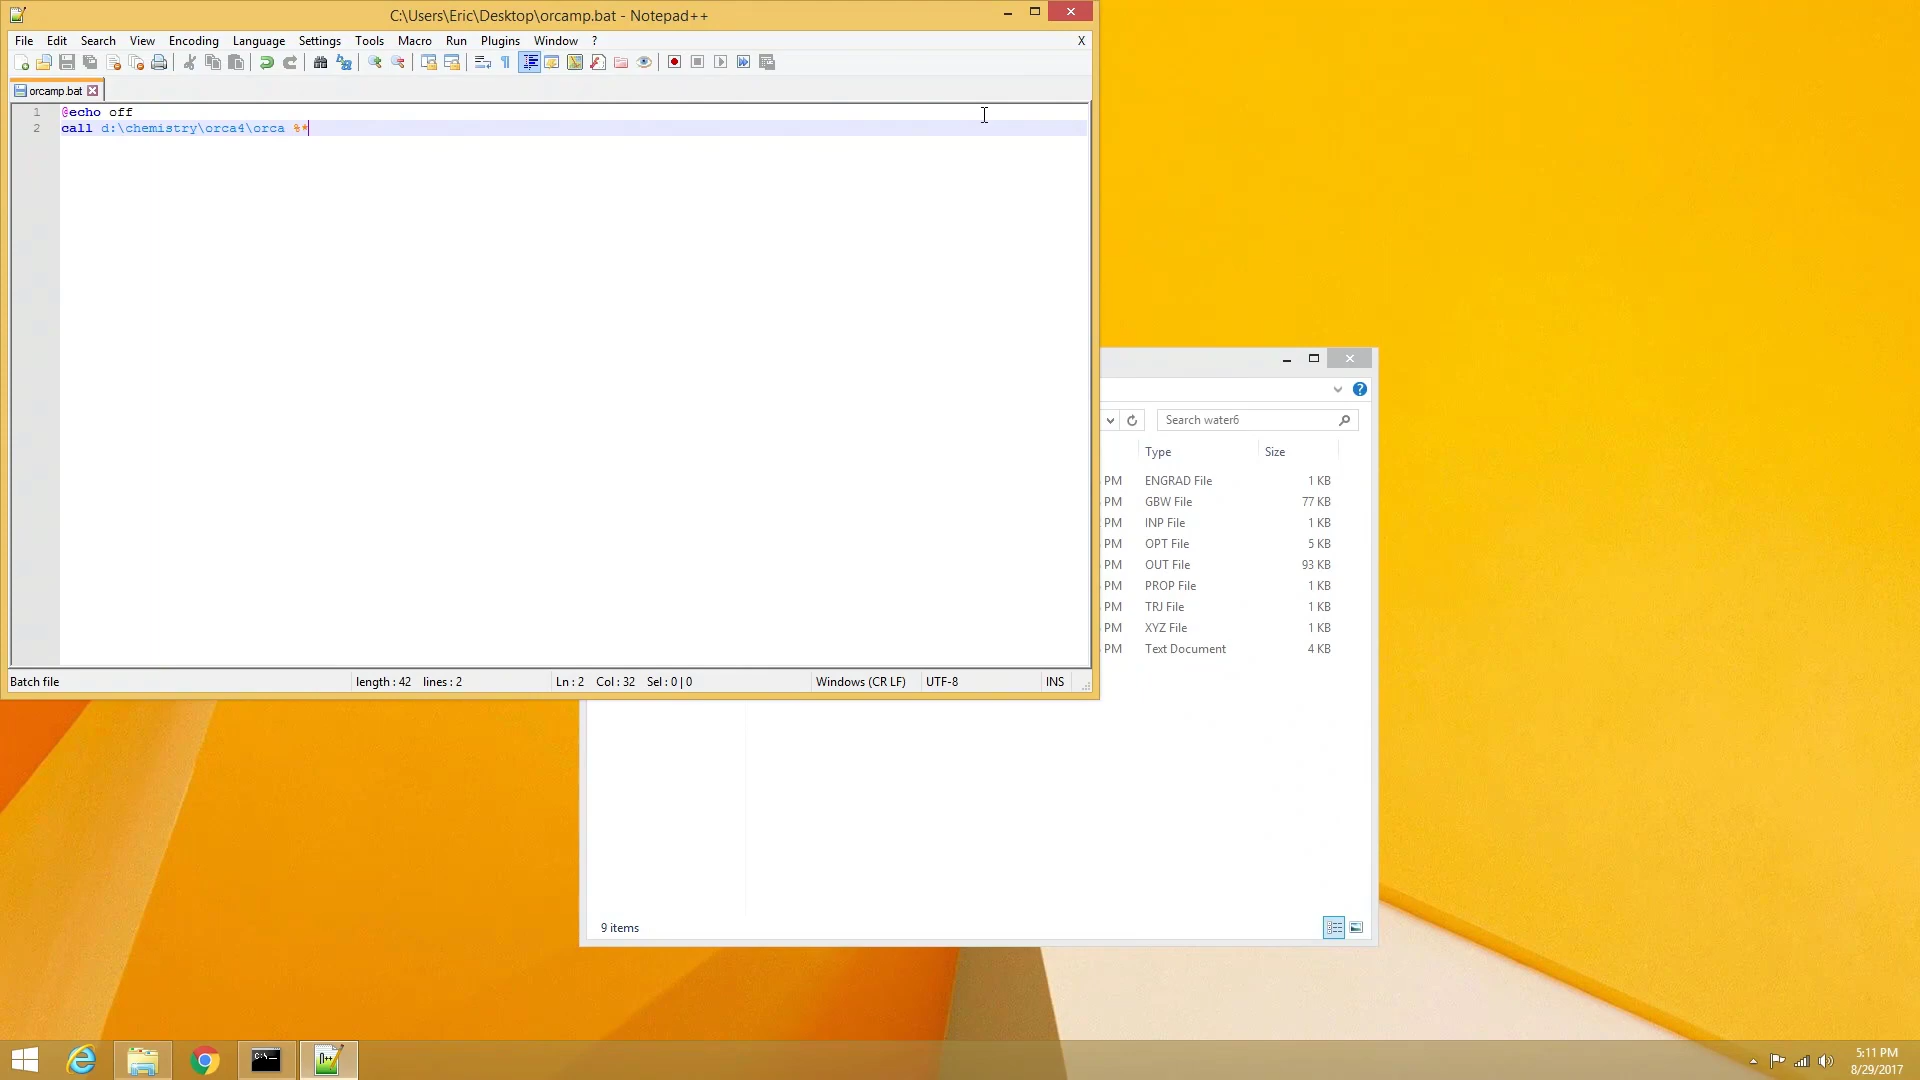 C:\Users\Eric\Desktop\orcamp.bat - Notepad++
File Edit Search View Encoding Language Settings Tools Macro Run Plugins Window ? X
orcamp.bat
1 @echo off
2 call d:\chemistry\orca4\orca %*
Batch file length : 42 lines : 2 Ln : 2 Col : 32 Sel : 0 | 0 Windows (CR LF) UTF-8 INS
Search water6
Type Size
PM ENGRAD File 1 KB
PM GBW File 77 KB
PM INP File 1 KB
PM OPT File 5 KB
PM OUT File 93 KB
PM PROP File 1 KB
PM TRJ File 1 KB
PM XYZ File 1 KB
PM Text Document 4 KB
9 items
5:11 PM
8/29/2017